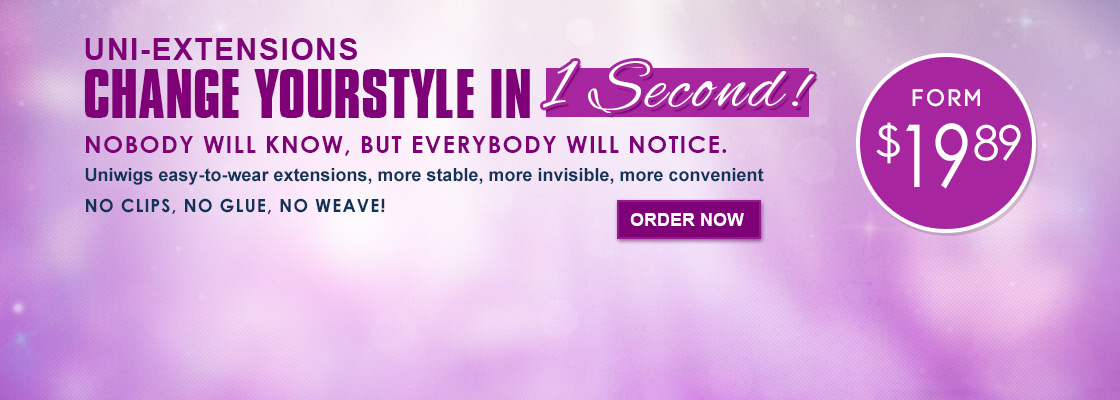 UNI-EXTENSIONS
CHANGE YOURSTYLE IN 1 Second!
NOBODY WILL KNOW, BUT EVERYBODY WILL NOTICE.
Uniwigs easy-to-wear extensions, more stable, more invisible, more convenient
NO CLIPS, NO GLUE, NO WEAVE!
ORDER NOW
FORM
$1989